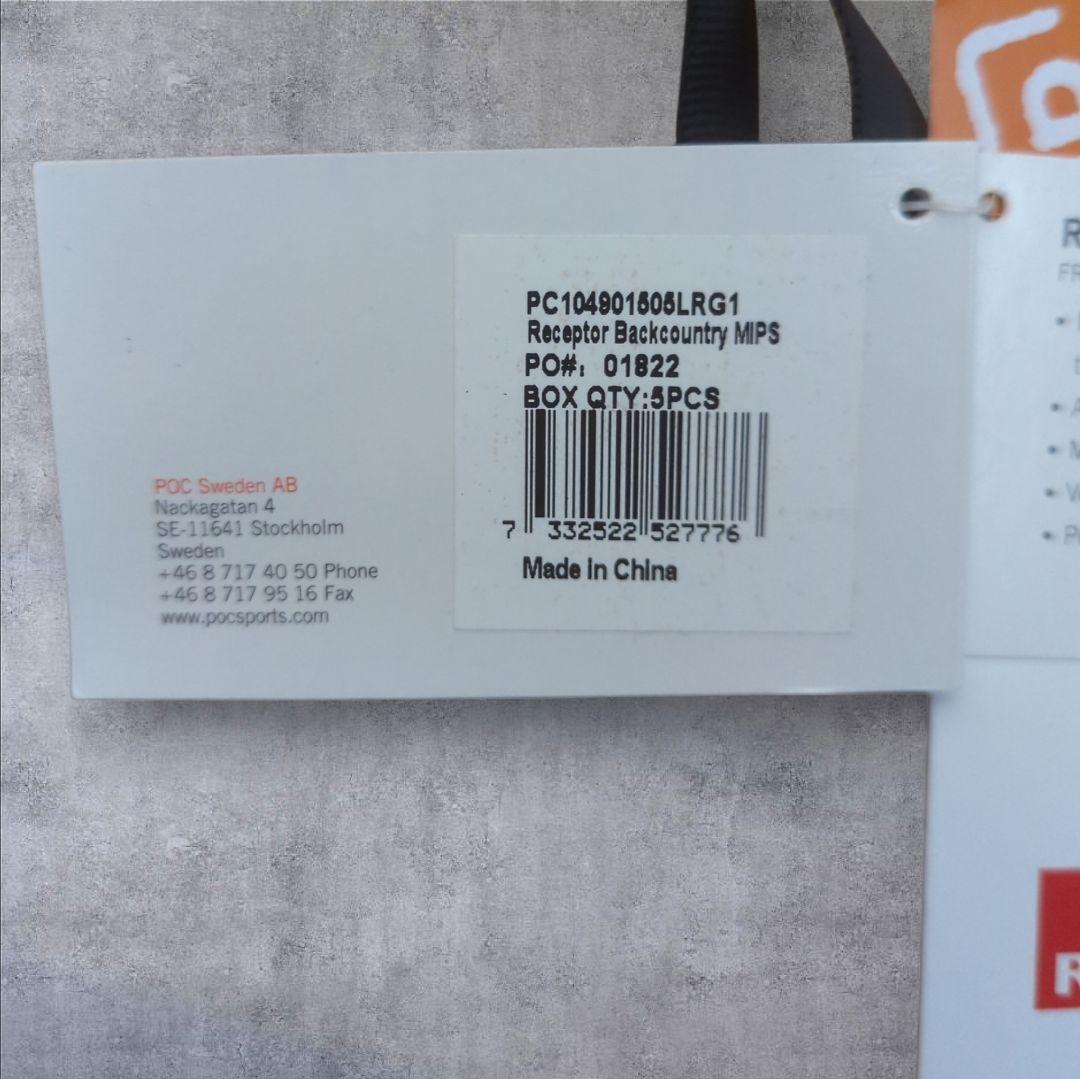 PC104901505LRG1
Receptor Backcountry MIPS
PO#: 01822
BOX QTY:5PCS
7 332522 527776
Made in China
POC Sweden AB
Nackagatan 4
SE-11641 Stockholm
Sweden
+46 8 717 40 50 Phone
+46 8 717 95 16 Fax
www.pocsports.com